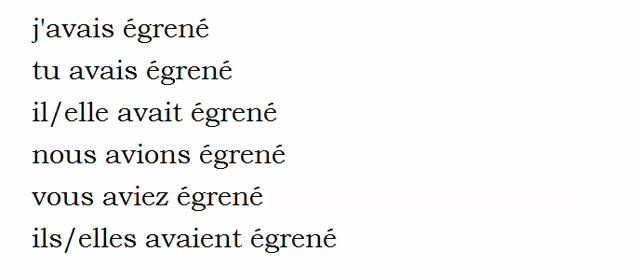 j'avais égrené
tu avais égrené
il/elle avait égrené
nous avions égrené
vous aviez égrené
ils/elles avaient égrené